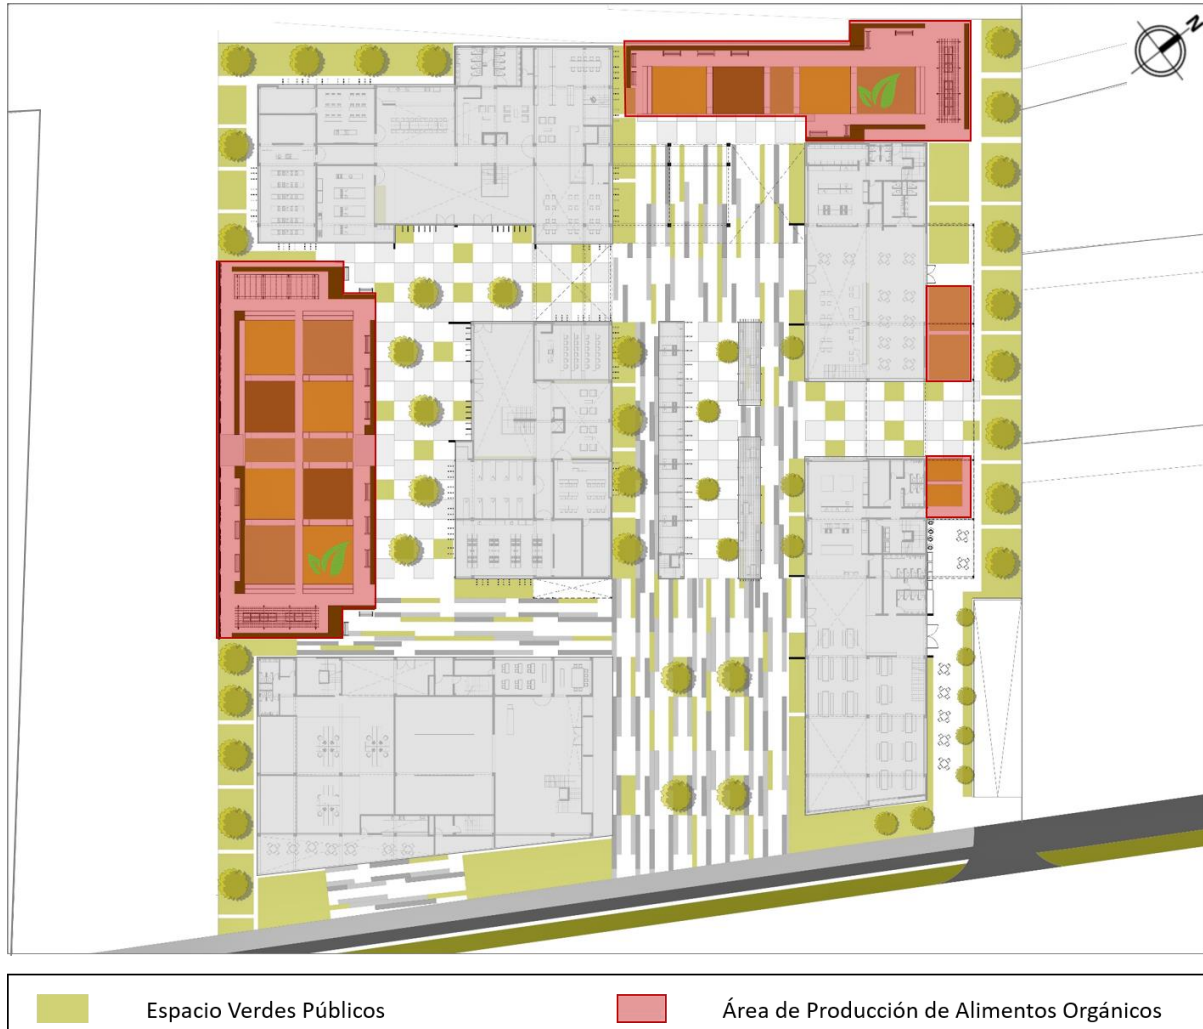 N
Espacio Verdes Públicos
Área de Producción de Alimentos Orgánicos